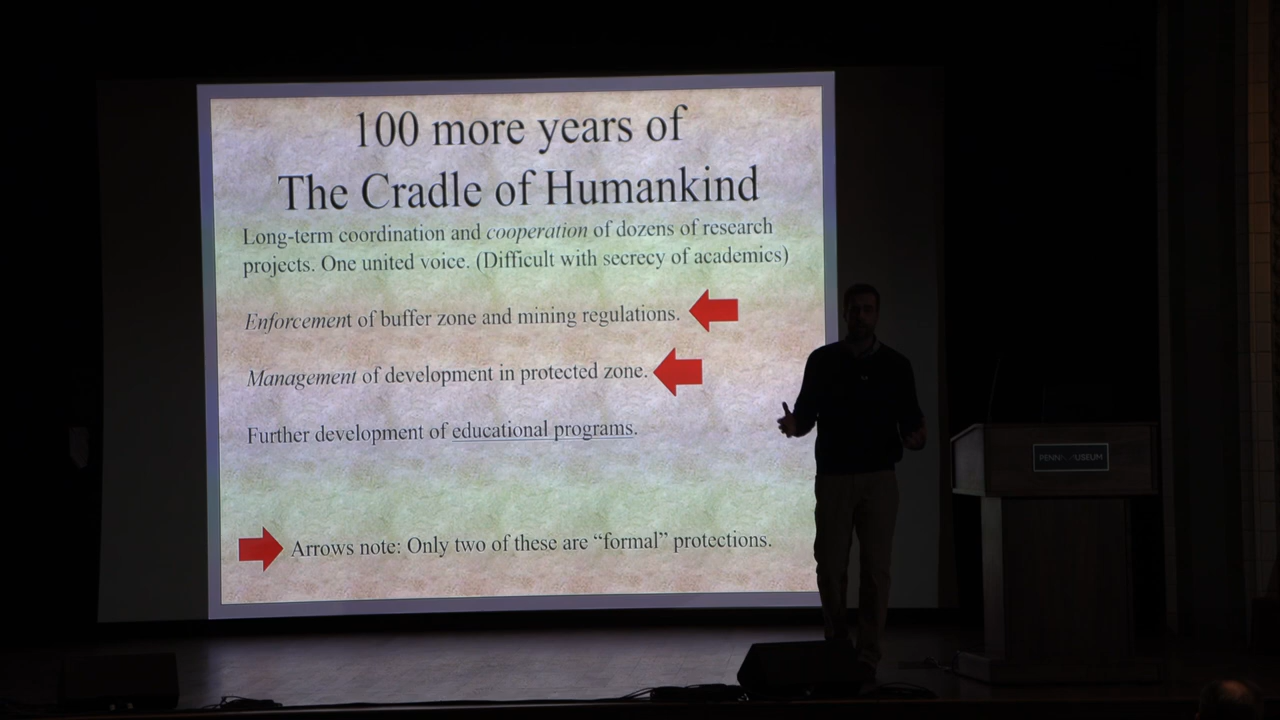 100 more years of
The Cradle of Humankind
Long-term coordination and cooperation of dozens of research
projects. One united voice. (Difficult with secrecy of academics)
Enforcement of buffer zone and mining regulations.
Management of development in protected zone.
Further development of educational programs.
Arrows note: Only two of these are “formal” protections.
PENN MUSEUM